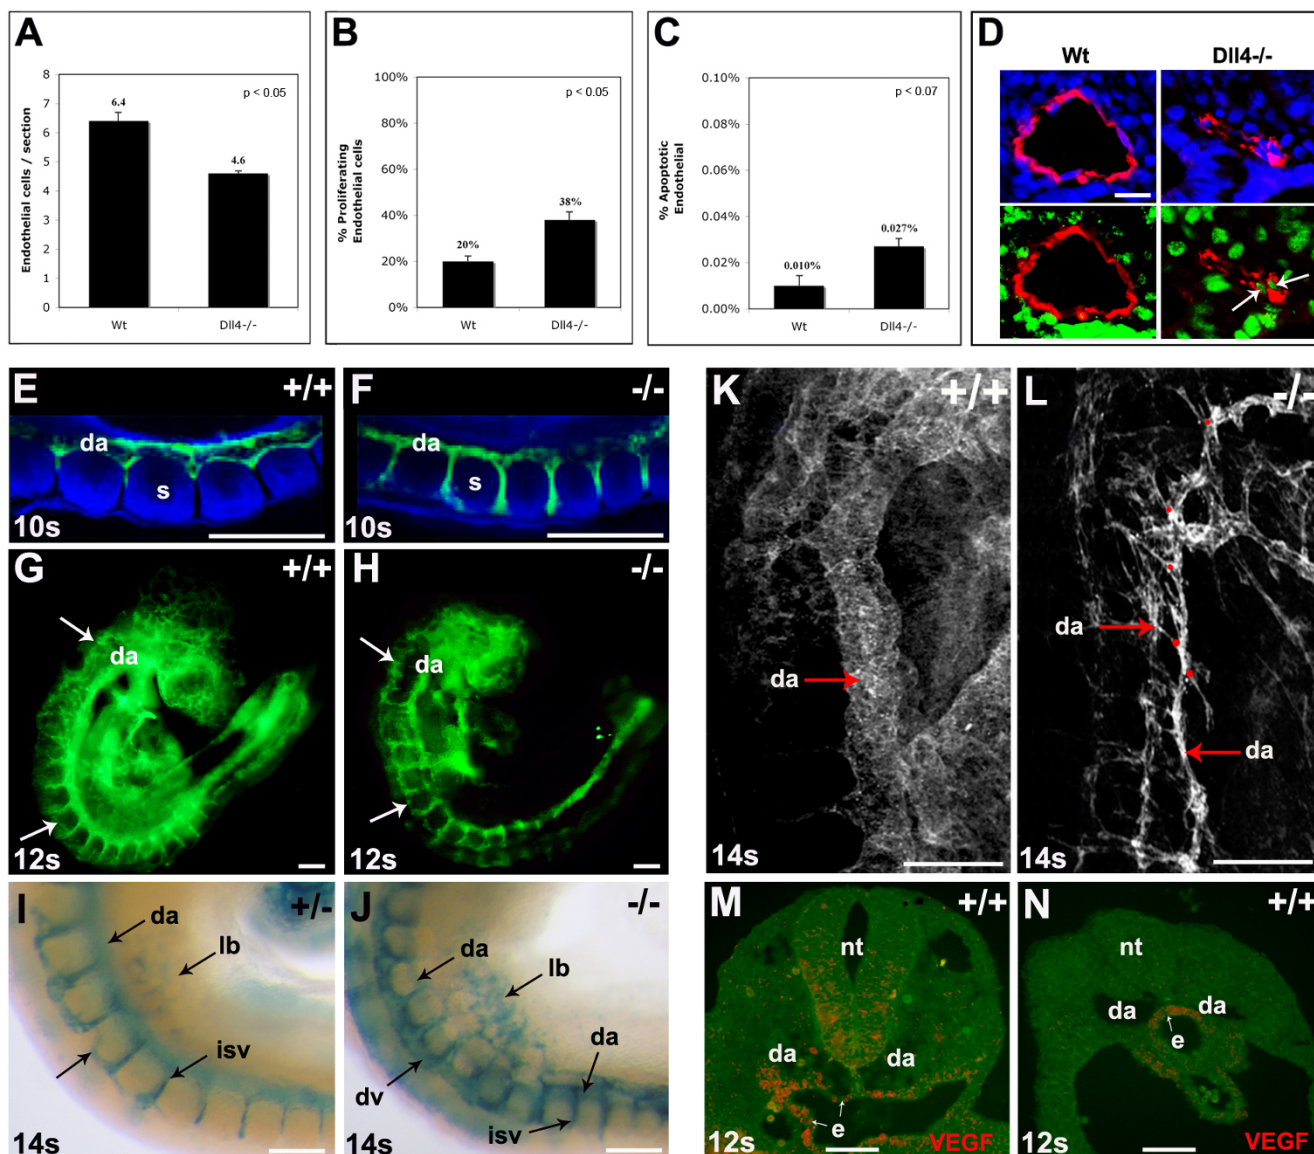 A
8
7
6
5
4
3
2
1
0
Endothelial cells / section
p < 0.05
6.4
4.6
Wt
Dll4-/-
B
100%
80%
60%
40%
20%
0%
% Proliferating
Endothelial cells
p < 0.05
20%
38%
Wt
Dll4-/-
C
0.10%
0.08%
0.06%
0.04%
0.02%
0.00%
% Apoptotic
Endothelial
p < 0.07
0.010%
0.027%
Wt
Dll4-/-
D
Wt
Dll4-/-
E
+/+
da
s
10s
F
-/-
da
s
10s
G
+/+
da
12s
H
-/-
da
12s
I
+/-
da
lb
isv
14s
J
-/-
da
lb
da
dv
isv
14s
K
+/+
da
14s
L
-/-
da
da
14s
M
+/+
nt
da
da
e
12s
VEGF
N
+/+
nt
da
da
e
12s
VEGF